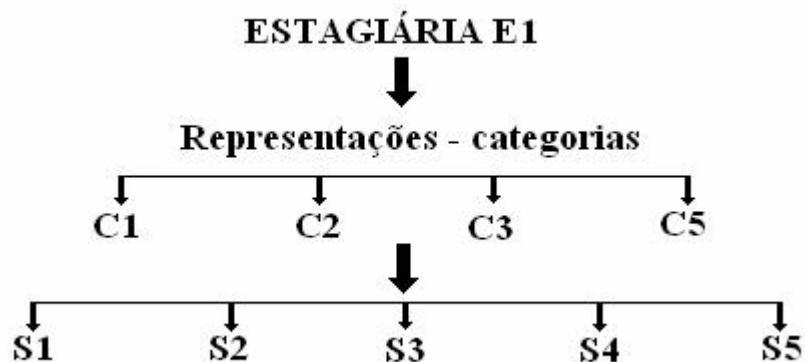 ESTAGIÁRIA E1
Representações - categorias
C1 C2 C3 C5
S1 S2 S3 S4 S5